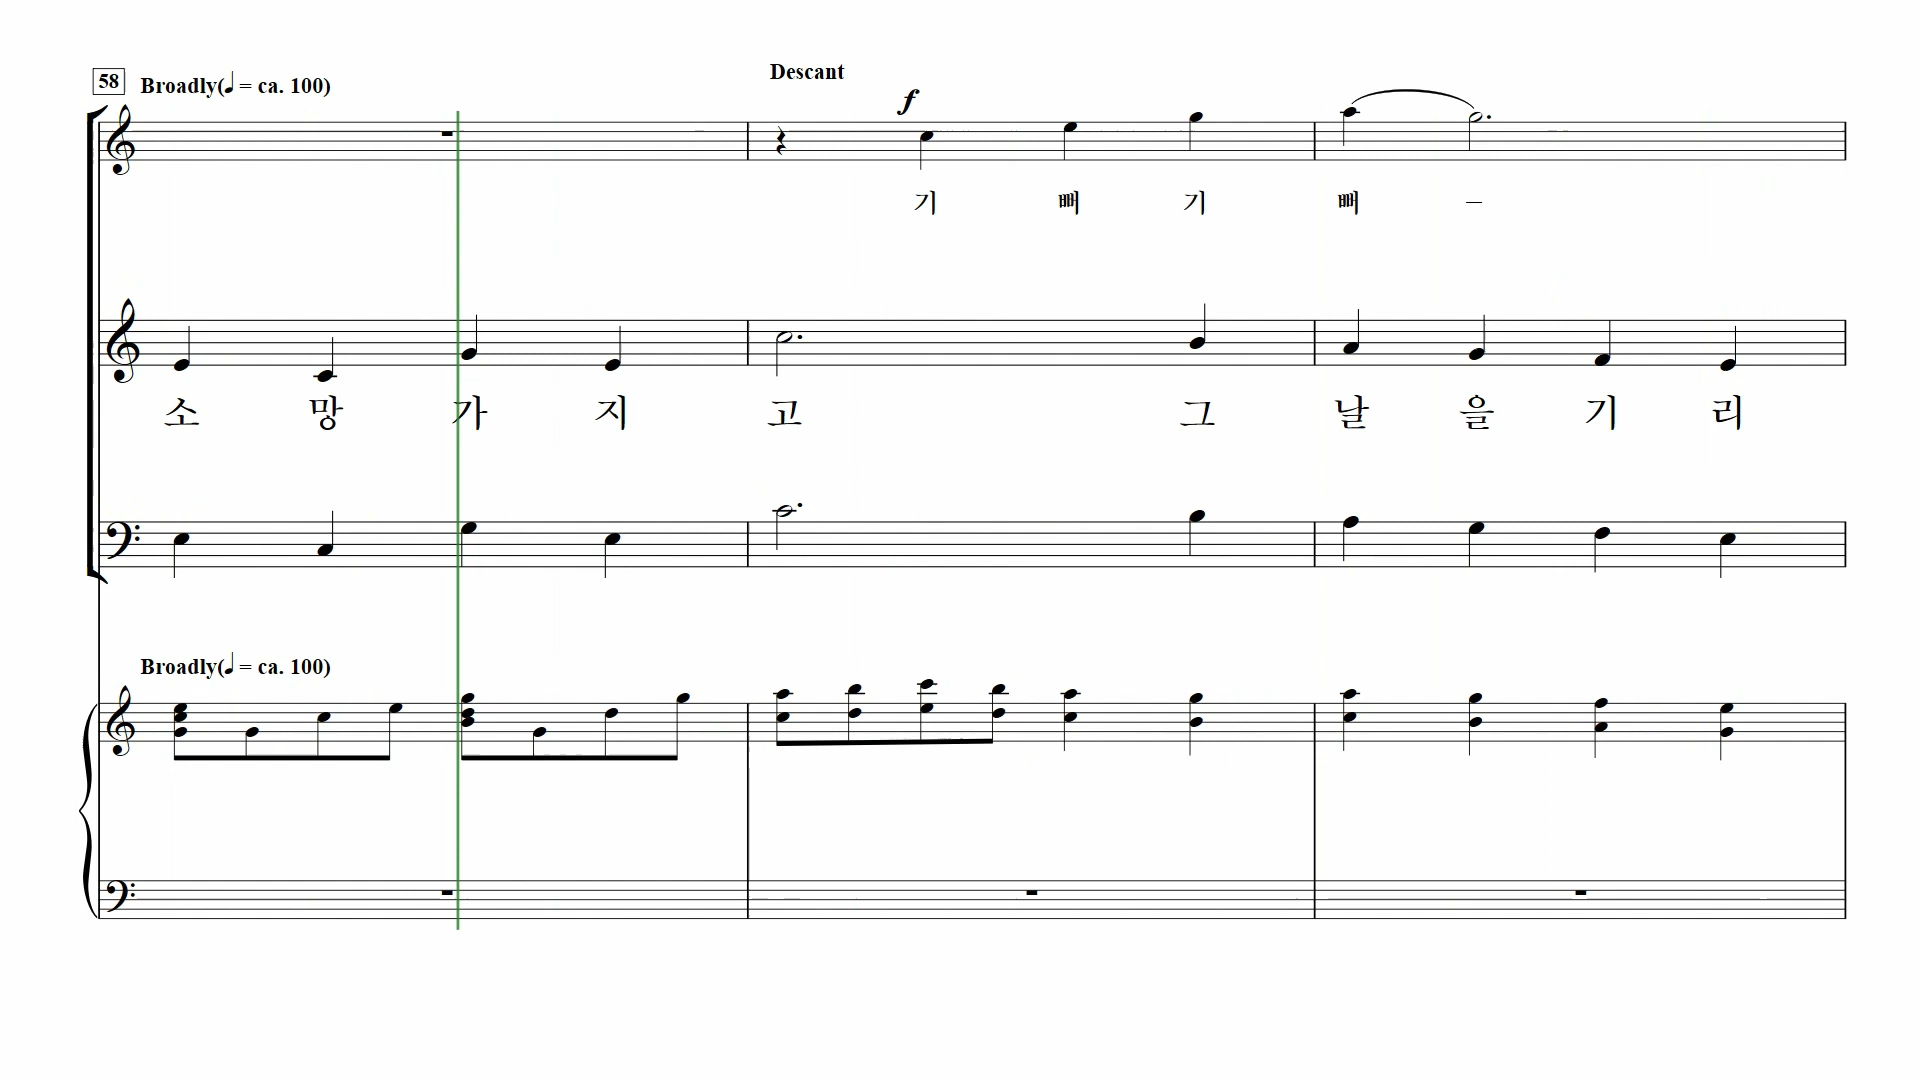 58 Broadly(♩ = ca. 100)
Descant
f
기 뻐 기 뻐 –
소 망 가 지 고 그 날 을 기 리
Broadly(♩ = ca. 100)